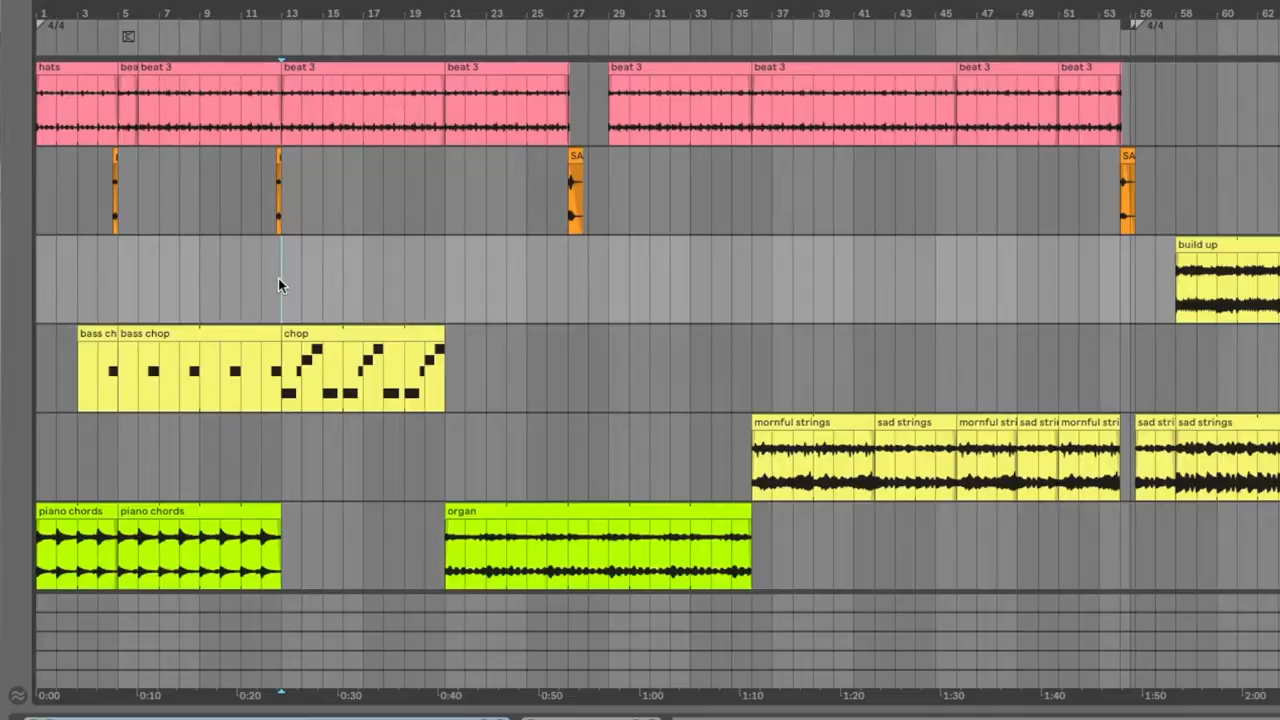 1 3 5 7 9 11 13 15 17 19 21 23 25 27 29 31 33 35 37 39 41 43 45 47 49 51 53 56 58 60 62
4/4 4/4
hats bea beat 3 beat 3 beat 3 beat 3 beat 3 beat 3 beat 3
SA SA
build up
bass ch bass chop chop
mornful strings sad strings mornful stri sad stri mornful stri sad stri sad strings
piano chords piano chords organ
0:00 0:10 0:20 0:30 0:40 0:50 1:00 1:10 1:20 1:30 1:40 1:50 2:00